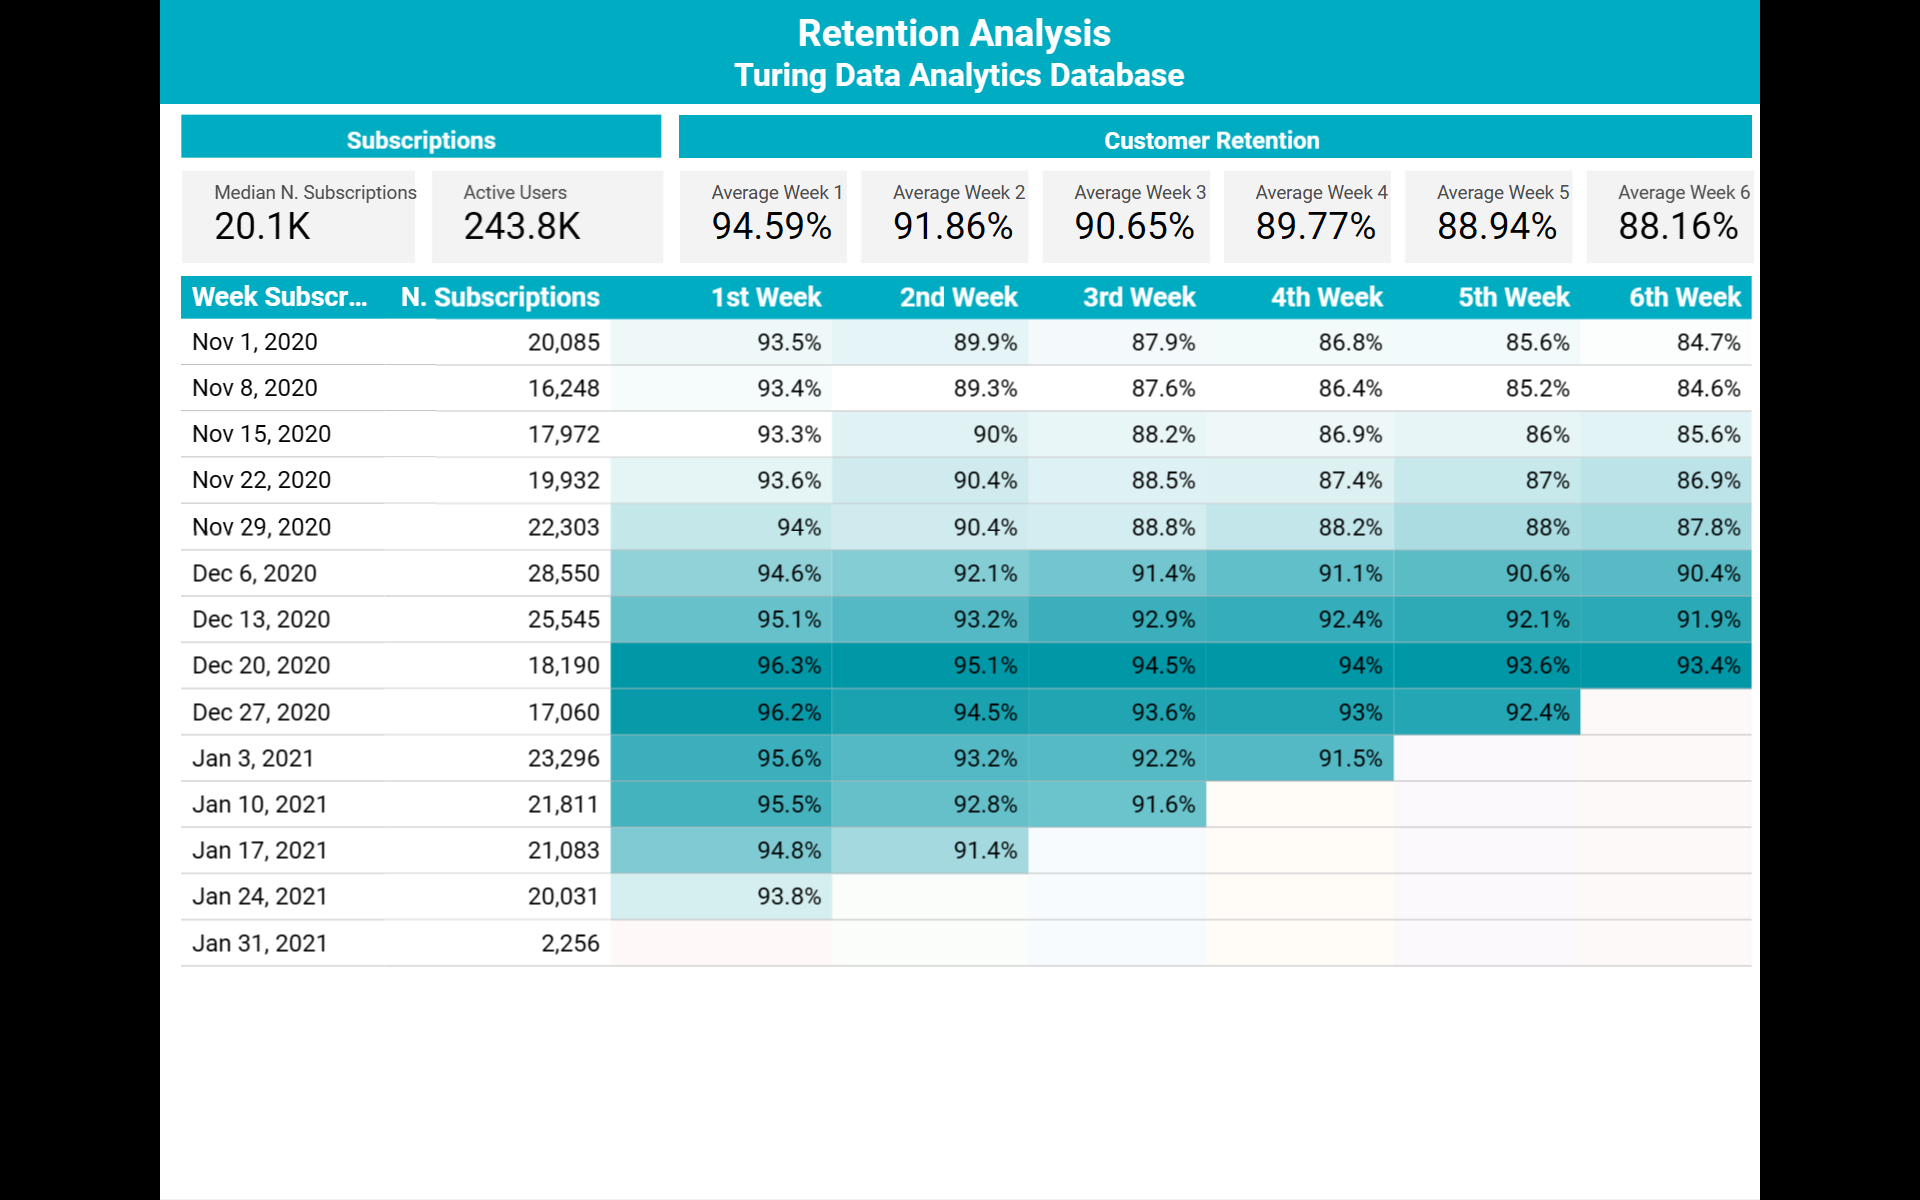 Retention Analysis
Turing Data Analytics Database
Subscriptions
Customer Retention
Median N. Subscriptions
20.1K
Active Users
243.8K
Average Week 1
94.59%
Average Week 2
91.86%
Average Week 3
90.65%
Average Week 4
89.77%
Average Week 5
88.94%
Average Week 6
88.16%
Week Subscr... N. Subscriptions 1st Week 2nd Week 3rd Week 4th Week 5th Week 6th Week
Nov 1, 2020 20,085 93.5% 89.9% 87.9% 86.8% 85.6% 84.7%
Nov 8, 2020 16,248 93.4% 89.3% 87.6% 86.4% 85.2% 84.6%
Nov 15, 2020 17,972 93.3% 90% 88.2% 86.9% 86% 85.6%
Nov 22, 2020 19,932 93.6% 90.4% 88.5% 87.4% 87% 86.9%
Nov 29, 2020 22,303 94% 90.4% 88.8% 88.2% 88% 87.8%
Dec 6, 2020 28,550 94.6% 92.1% 91.4% 91.1% 90.6% 90.4%
Dec 13, 2020 25,545 95.1% 93.2% 92.9% 92.4% 92.1% 91.9%
Dec 20, 2020 18,190 96.3% 95.1% 94.5% 94% 93.6% 93.4%
Dec 27, 2020 17,060 96.2% 94.5% 93.6% 93% 92.4%
Jan 3, 2021 23,296 95.6% 93.2% 92.2% 91.5%
Jan 10, 2021 21,811 95.5% 92.8% 91.6%
Jan 17, 2021 21,083 94.8% 91.4%
Jan 24, 2021 20,031 93.8%
Jan 31, 2021 2,256